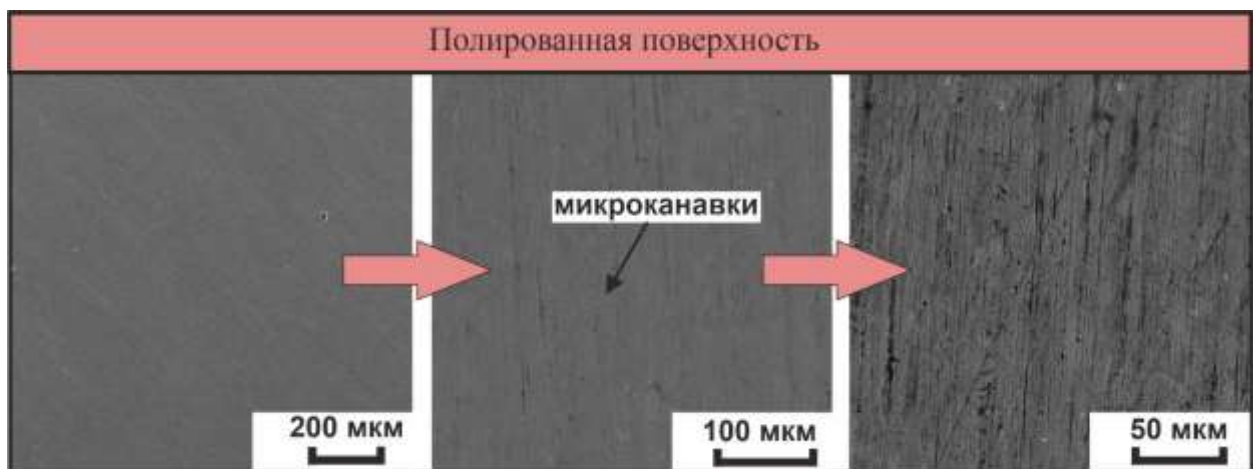 Полированная поверхность
микроканавки
200 мкм
100 мкм
50 мкм